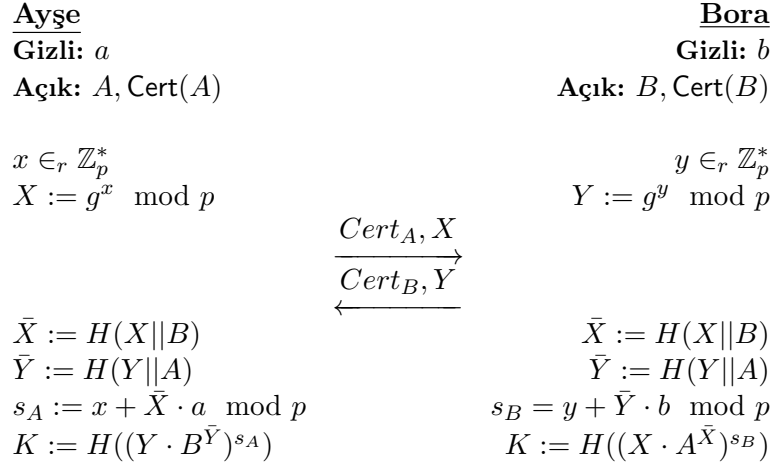 Ayşe Bora
Gizli: a Gizli: b
Açık: A, Cert(A) Açık: B, Cert(B)
x ∈_r ℤ_p^* y ∈_r ℤ_p^*
X := g^x mod p Y := g^y mod p
Cert_A, X
Cert_B, Y
X̄ := H(X||B) X̄ := H(X||B)
Ȳ := H(Y||A) Ȳ := H(Y||A)
s_A := x + X̄ · a mod p s_B = y + Ȳ · b mod p
K := H((Y · B^Ȳ)^{s_A}) K := H((X · A^X̄)^{s_B})